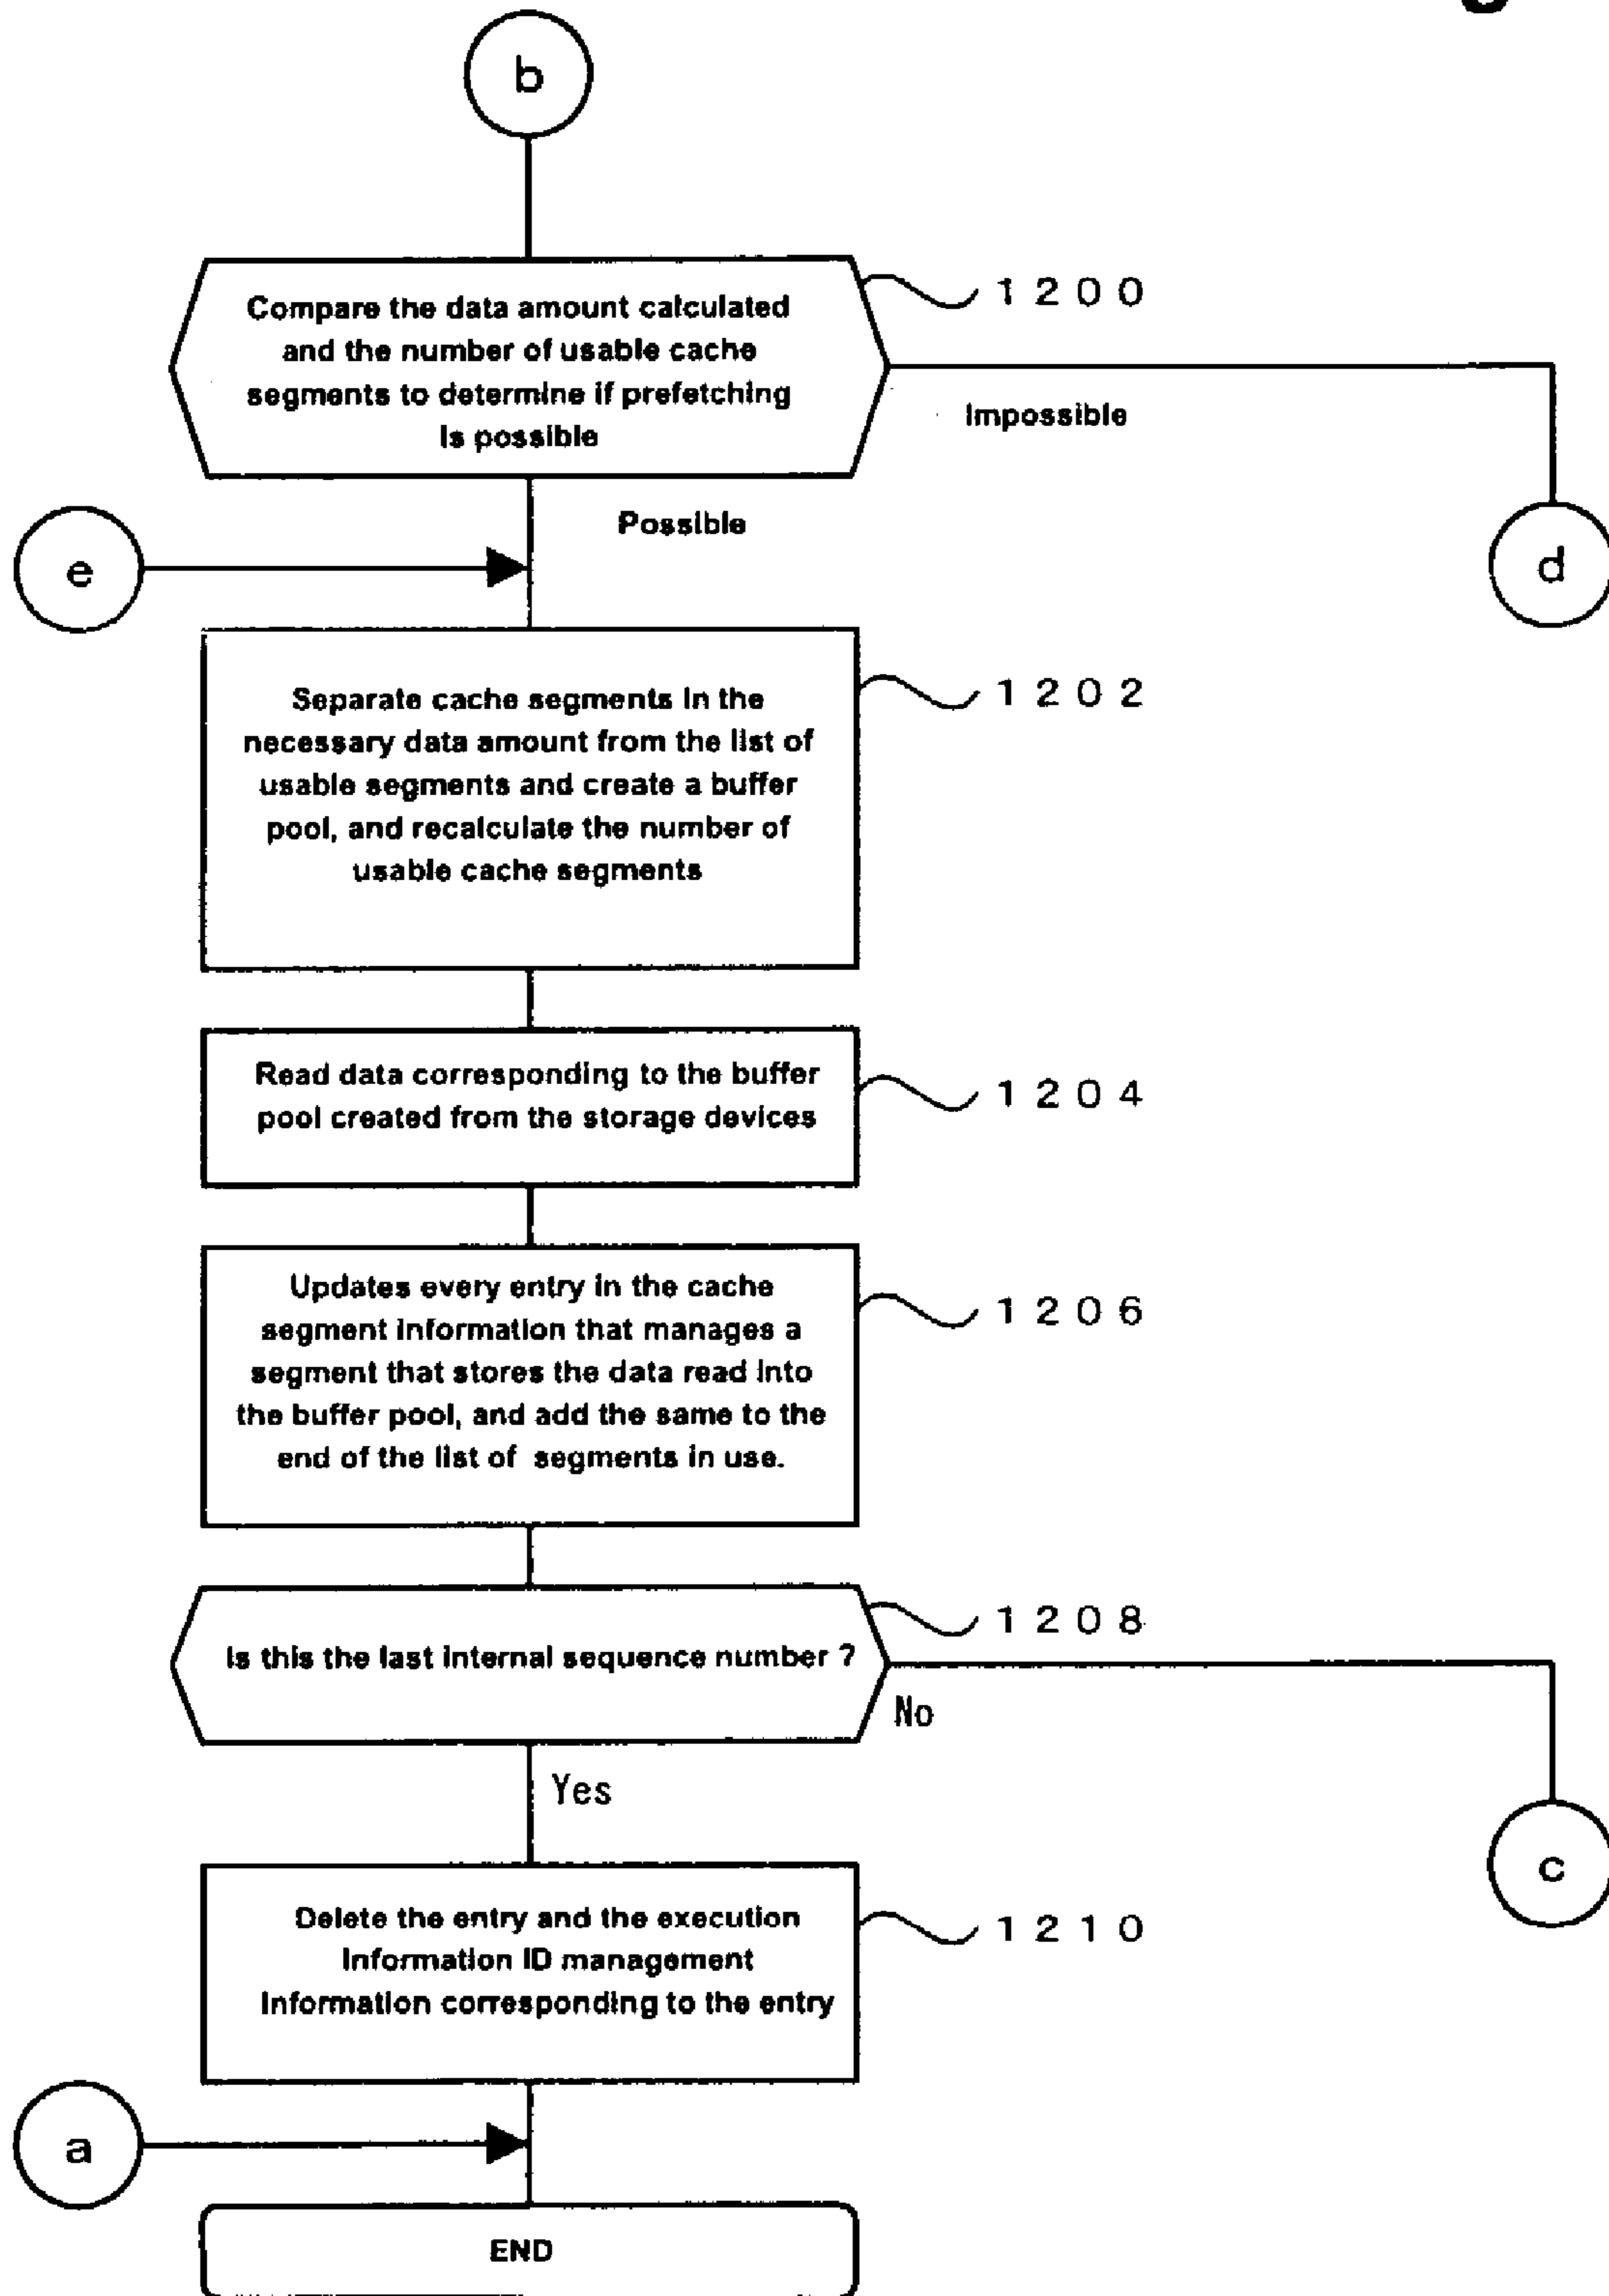 b
Compare the data amount calculated
and the number of usable cache
segments to determine if prefetching
is possible
1200
Impossible
Possible
e
d
Separate cache segments in the
necessary data amount from the list of
usable segments and create a buffer
pool, and recalculate the number of
usable cache segments
1202
Read data corresponding to the buffer
pool created from the storage devices
1204
Updates every entry in the cache
segment information that manages a
segment that stores the data read into
the buffer pool, and add the same to the
end of the list of segments in use.
1206
Is this the last internal sequence number ?
1208
No
Yes
c
Delete the entry and the execution
Information ID management
Information corresponding to the entry
1210
a
END